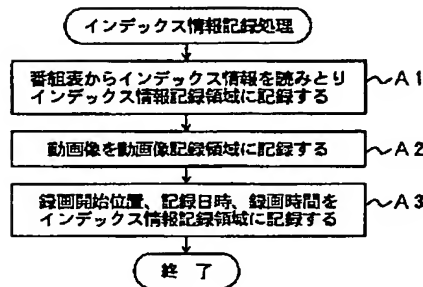 インデックス情報記録処理
番組表からインデックス情報を読みとり
インデックス情報記録領域に記録する
～A1
動画像を動画像記録領域に記録する
～A2
録画開始位置、記録日時、録画時間を
インデックス情報記録領域に記録する
～A3
終了